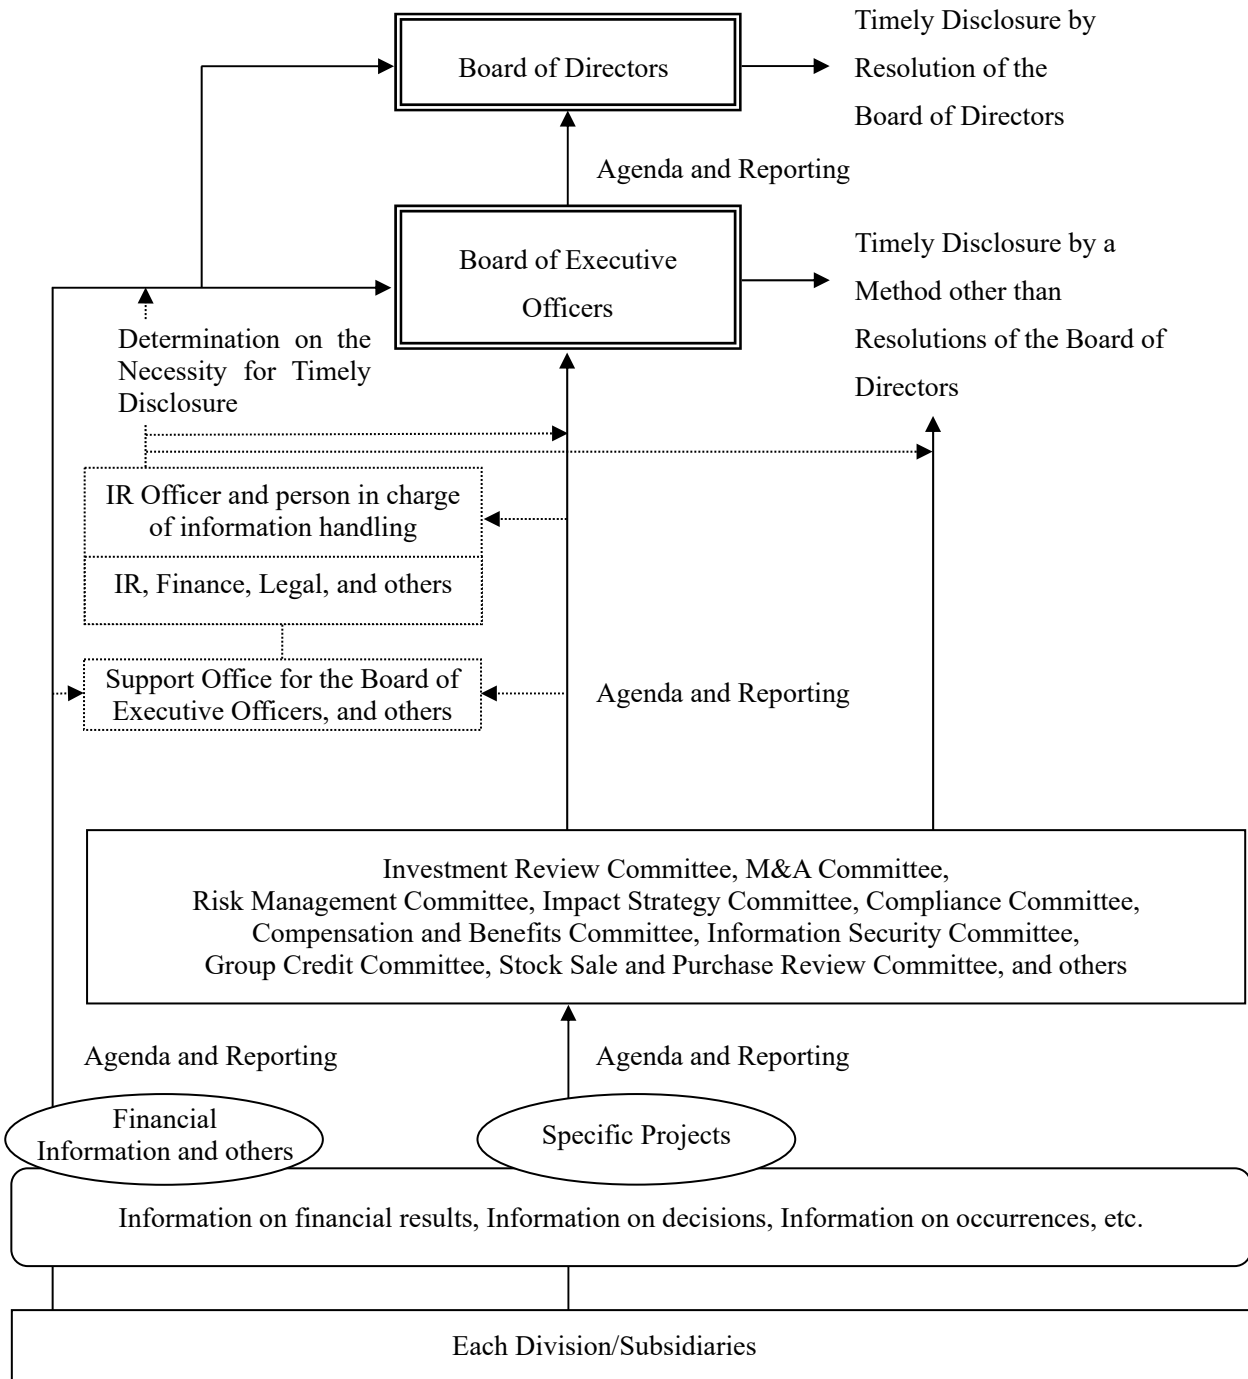 Board of Directors
Timely Disclosure by
Resolution of the
Board of Directors
Agenda and Reporting
Board of Executive
Officers
Timely Disclosure by a
Method other than
Resolutions of the Board of
Directors
Determination on the
Necessity for Timely
Disclosure
IR Officer and person in charge
of information handling
IR, Finance, Legal, and others
Support Office for the Board of
Executive Officers, and others
Agenda and Reporting
Investment Review Committee, M&A Committee,
Risk Management Committee, Impact Strategy Committee, Compliance Committee,
Compensation and Benefits Committee, Information Security Committee,
Group Credit Committee, Stock Sale and Purchase Review Committee, and others
Agenda and Reporting
Agenda and Reporting
Financial
Information and others
Specific Projects
Information on financial results, Information on decisions, Information on occurrences, etc.
Each Division/Subsidiaries